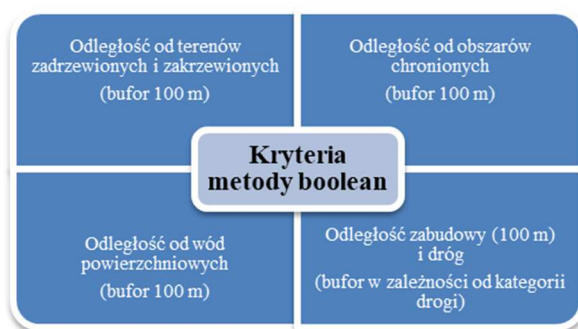 Odległość od terenów
zadrzewionych i zakrzewionych
(bufor 100 m)
Odległość od obszarów
chronionych
(bufor 100 m)
Kryteria
metody boolean
Odległość od wód
powierzchniowych
(bufor 100 m)
Odległość zabudowy (100 m)
i dróg
(bufor w zależności od kategorii
drogi)